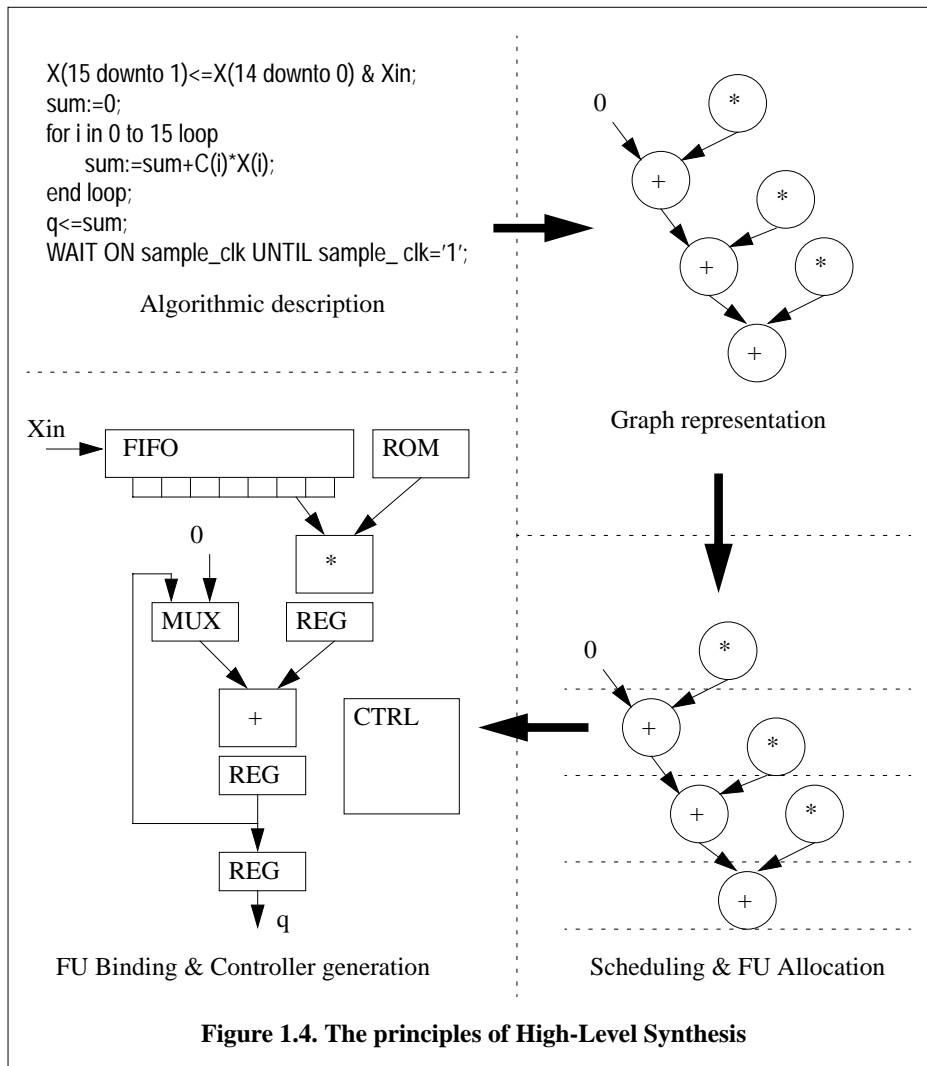 X(15 downto 1)<=X(14 downto 0) & Xin;
sum:=0;
for i in 0 to 15 loop
sum:=sum+C(i)*X(i);
end loop;
q<=sum;
WAIT ON sample_clk UNTIL sample_ clk='1';
Algorithmic description
0
*
+
*
+
*
+
Graph representation
Xin
FIFO
ROM
*
0
MUX
REG
+
CTRL
REG
REG
q
FU Binding & Controller generation
0
*
+
*
+
*
+
Scheduling & FU Allocation
Figure 1.4. The principles of High-Level Synthesis